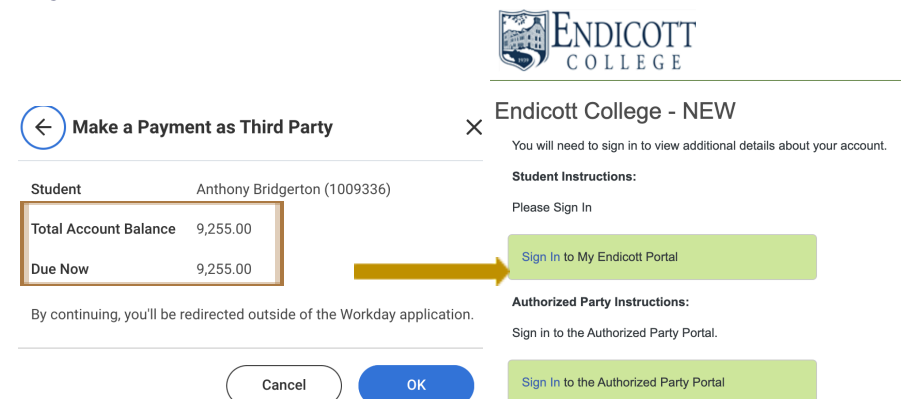 ENDICOTT
COLLEGE
1939
Make a Payment as Third Party
Student Anthony Bridgerton (1009336)
Total Account Balance 9,255.00
Due Now 9,255.00
By continuing, you'll be redirected outside of the Workday application.
Cancel OK
Endicott College - NEW
You will need to sign in to view additional details about your account.
Student Instructions:
Please Sign In
Sign In to My Endicott Portal
Authorized Party Instructions:
Sign in to the Authorized Party Portal.
Sign In to the Authorized Party Portal